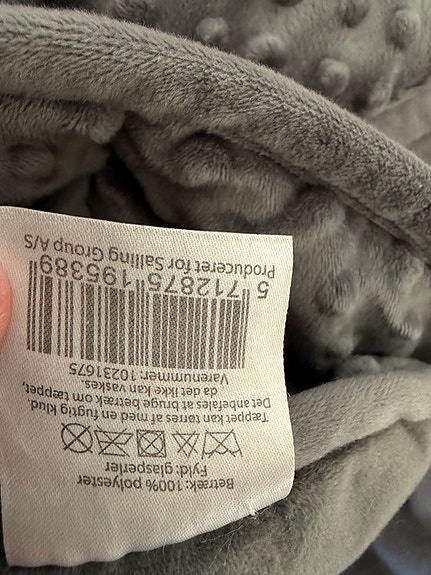 Betræk: 100% polyester
Fyld: glasperler
Tæppet kan tørres af med en fugtig klud.
Det anbefales at bruge betræk om tæppet,
da det ikke kan vaskes.
Varenummer: 10231675
5 712875 195389
Produceret for Salling Group A/S